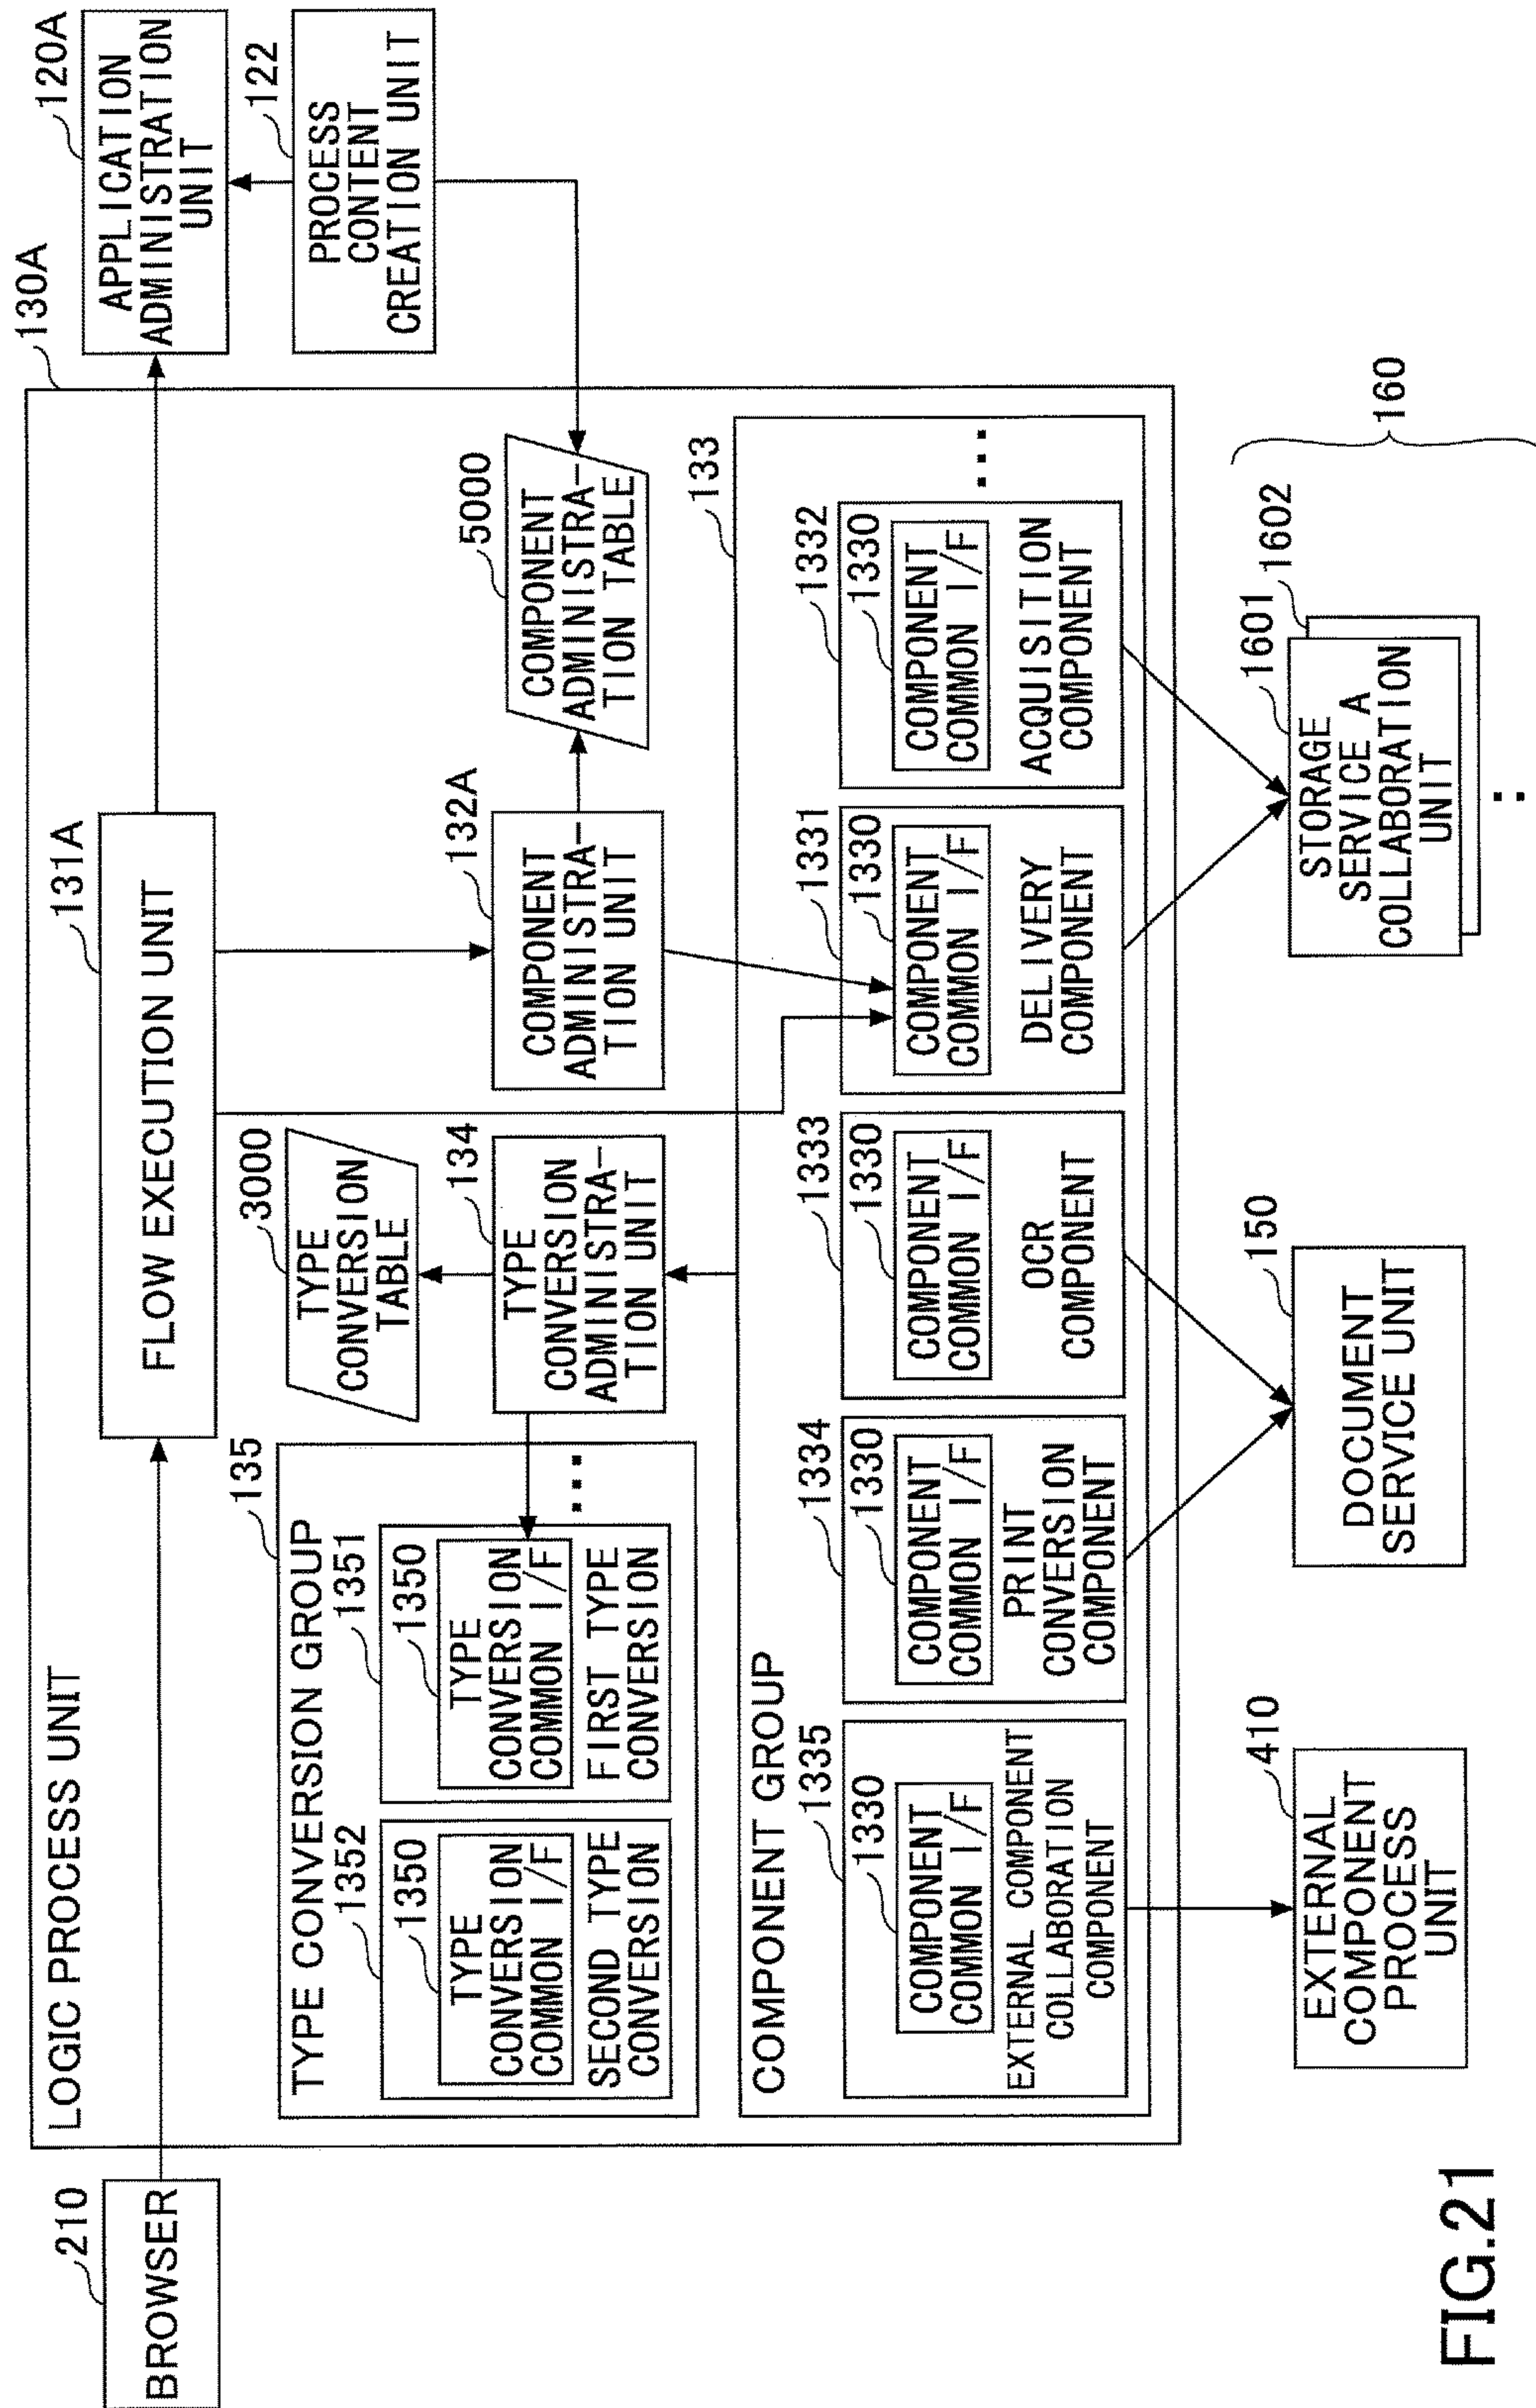 210
BROWSER
LOGIC PROCESS UNIT
130A
131A
FLOW EXECUTION UNIT
120A
APPLICATION
ADMINISTRATION
UNIT
122
PROCESS
CONTENT
CREATION UNIT
135
TYPE CONVERSION GROUP
1352
1350
TYPE
CONVERSION
COMMON I/F
SECOND TYPE
CONVERSION
1351
1350
TYPE
CONVERSION
COMMON I/F
FIRST TYPE
CONVERSION
...
3000
TYPE
CONVERSION
TABLE
134
TYPE
CONVERSION
ADMINISTRA-
TION UNIT
132A
COMPONENT
ADMINISTRA-
TION UNIT
5000
COMPONENT
ADMINISTRA-
TION TABLE
133
COMPONENT GROUP
1335
1330
COMPONENT
COMMON I/F
EXTERNAL COMPONENT
COLLABORATION
COMPONENT
1334
1330
COMPONENT
COMMON I/F
PRINT
CONVERSION
COMPONENT
1333
1330
COMPONENT
COMMON I/F
OCR
COMPONENT
1331
1330
COMPONENT
COMMON I/F
DELIVERY
COMPONENT
1332
1330
COMPONENT
COMMON I/F
ACQUISITION
COMPONENT
...
410
EXTERNAL
COMPONENT
PROCESS
UNIT
150
DOCUMENT
SERVICE UNIT
1601
1602
160
STORAGE
SERVICE A
COLLABORATION
UNIT
..
FIG.21